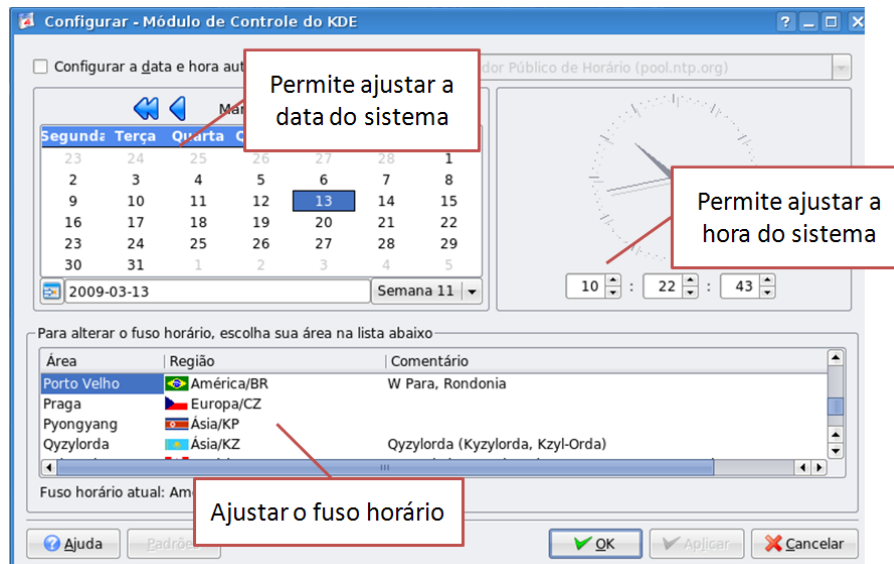 Configurar - Módulo de Controle do KDE
Configurar a data e hora aut
dor Público de Horário (pool.ntp.org)
Permite ajustar a
data do sistema
Segunda Terça Quarta
23 24 25 26 27 28 1
2 3 4 5 6 7 8
9 10 11 12 13 14 15
16 17 18 19 20 21 22
23 24 25 26 27 28 29
30 31 1 2 3 4 5
2009-03-13 Semana 11
Permite ajustar a
hora do sistema
10 : 22 : 43
Para alterar o fuso horário, escolha sua área na lista abaixo
Área Região Comentário
Porto Velho América/BR W Para, Rondonia
Praga Europa/CZ
Pyongyang Ásia/KP
Qyzylorda Ásia/KZ Qyzylorda (Kyzylorda, Kzyl-Orda)
Fuso horário atual: Am
Ajustar o fuso horário
Ajuda Padrões OK Aplicar Cancelar